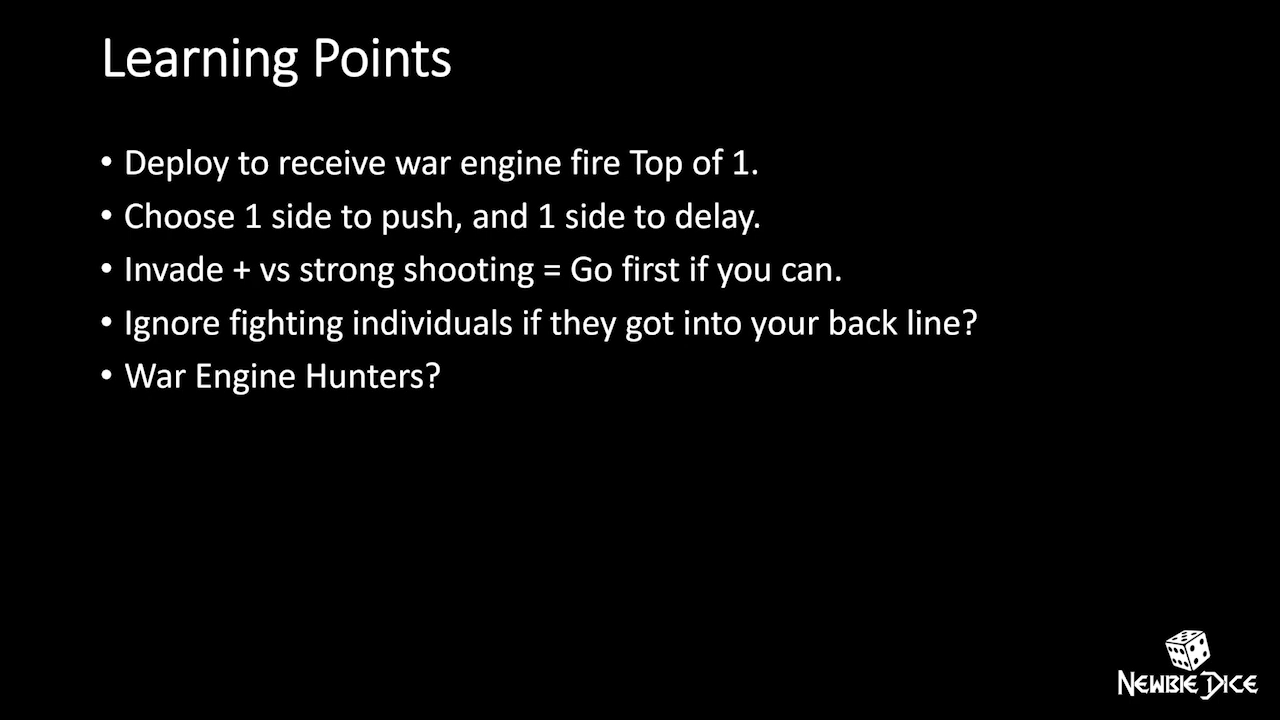 Learning Points
• Deploy to receive war engine fire Top of 1.
• Choose 1 side to push, and 1 side to delay.
• Invade + vs strong shooting = Go first if you can.
• Ignore fighting individuals if they got into your back line?
• War Engine Hunters?
Newbie Dice